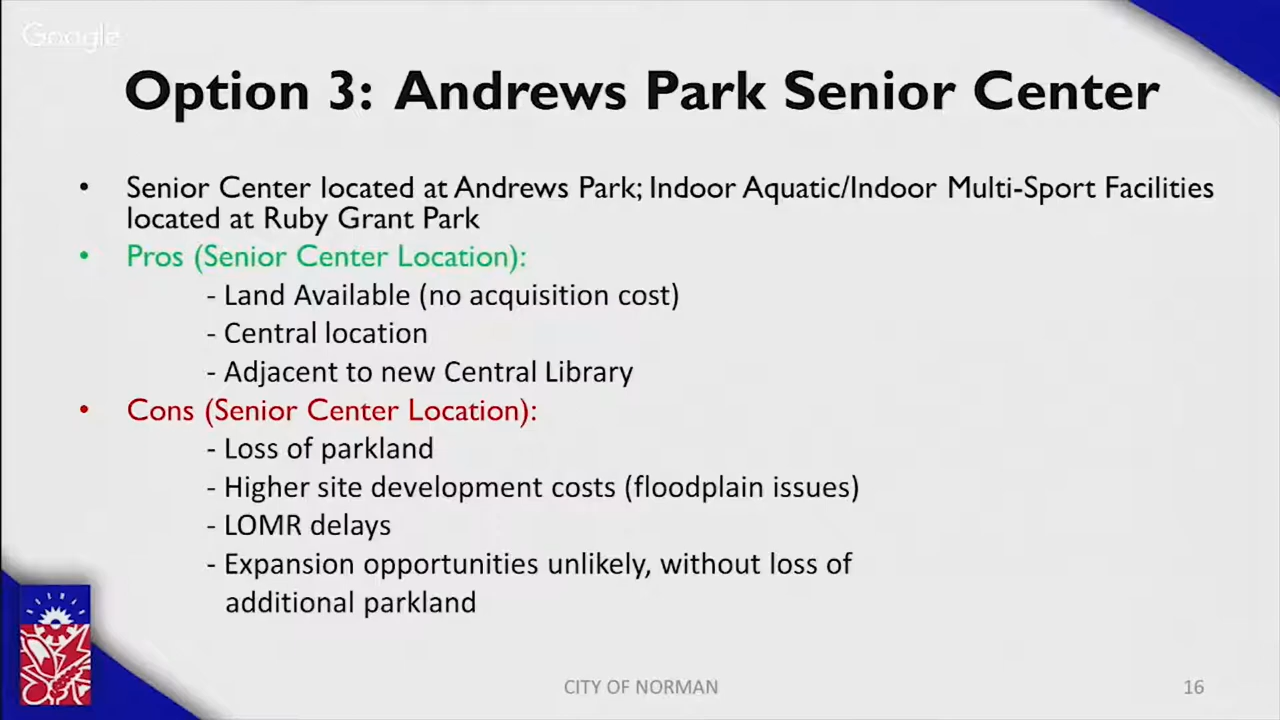 Google
Option 3: Andrews Park Senior Center
• Senior Center located at Andrews Park; Indoor Aquatic/Indoor Multi-Sport Facilities
located at Ruby Grant Park
• Pros (Senior Center Location):
- Land Available (no acquisition cost)
- Central location
- Adjacent to new Central Library
• Cons (Senior Center Location):
- Loss of parkland
- Higher site development costs (floodplain issues)
- LOMR delays
- Expansion opportunities unlikely, without loss of
additional parkland
NORMAN
CITY OF NORMAN
16